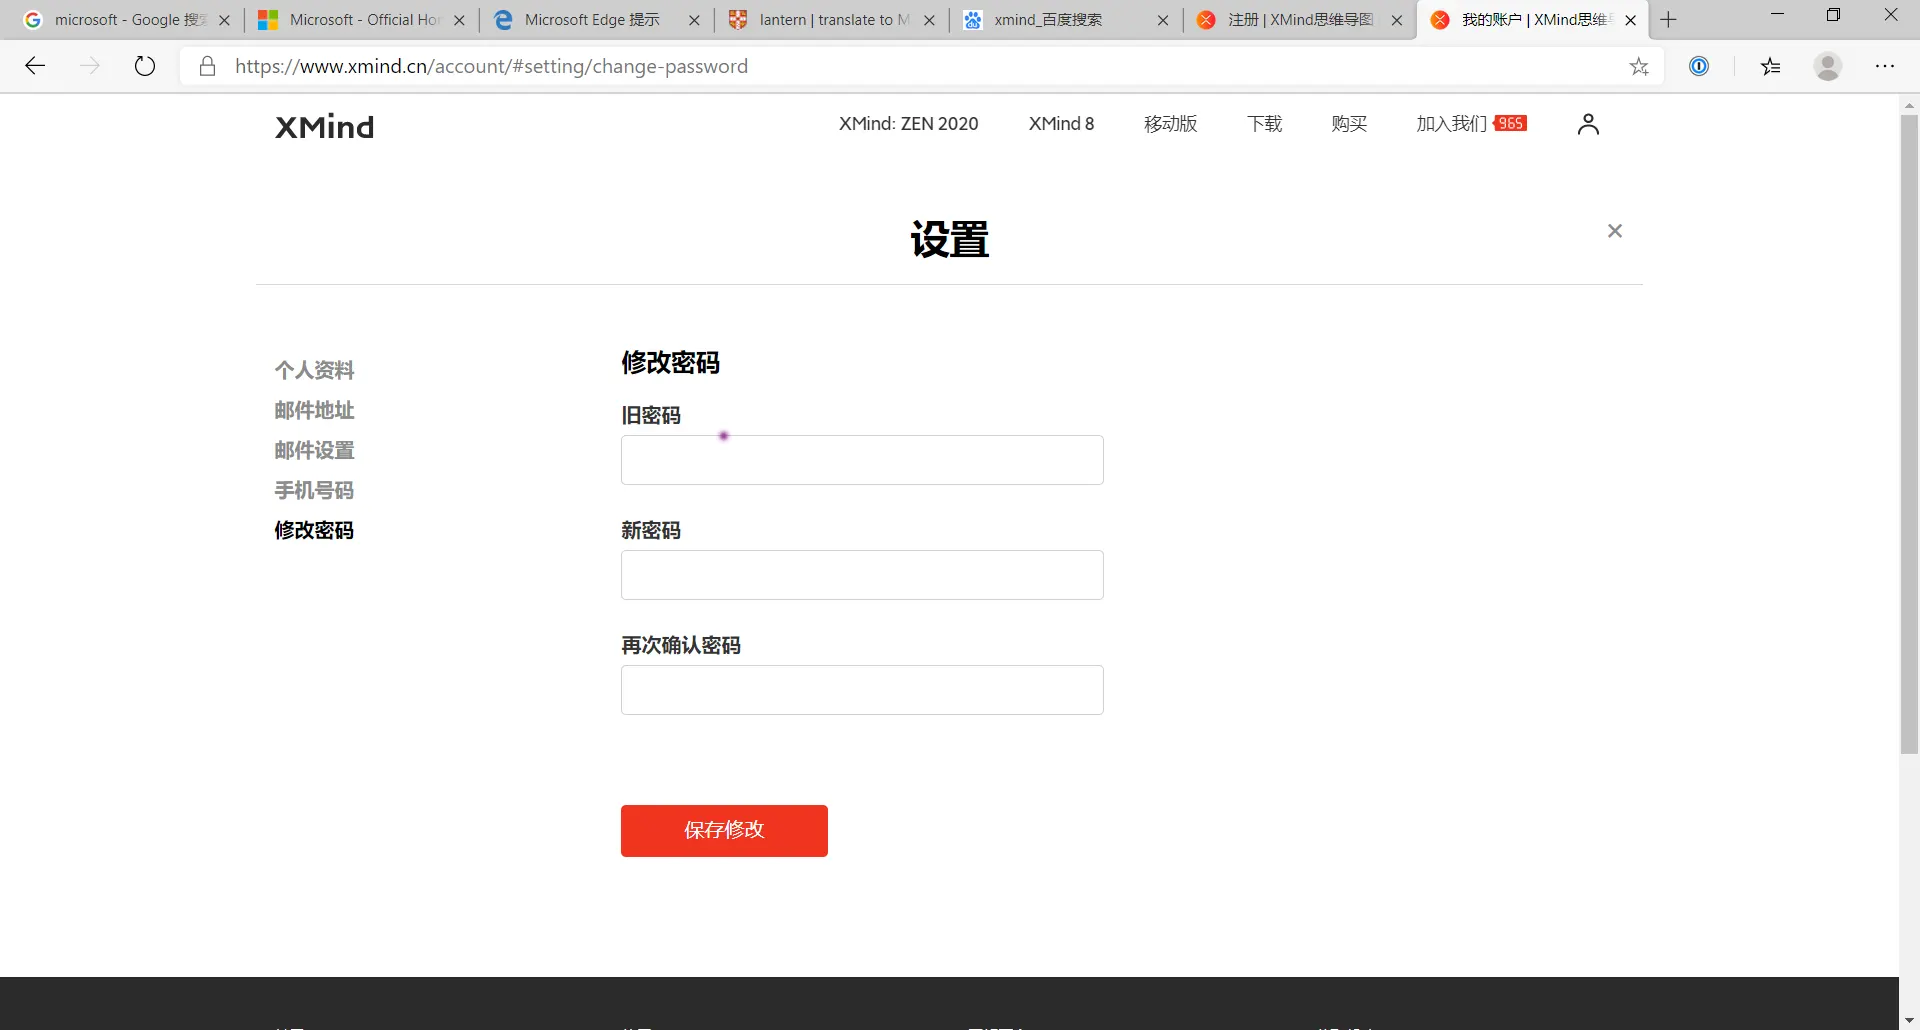 microsoft - Google 搜
Microsoft - Official Ho
Microsoft Edge 提示
lantern | translate to M
xmind_百度搜索
注册 | XMind思维导图
我的账户 | XMind思维
https://www.xmind.cn/account/#setting/change-password
XMind
XMind: ZEN 2020
XMind 8
移动版
下载
购买
加入我们 965
设置
个人资料
邮件地址
邮件设置
手机号码
修改密码
修改密码
旧密码
新密码
再次确认密码
保存修改